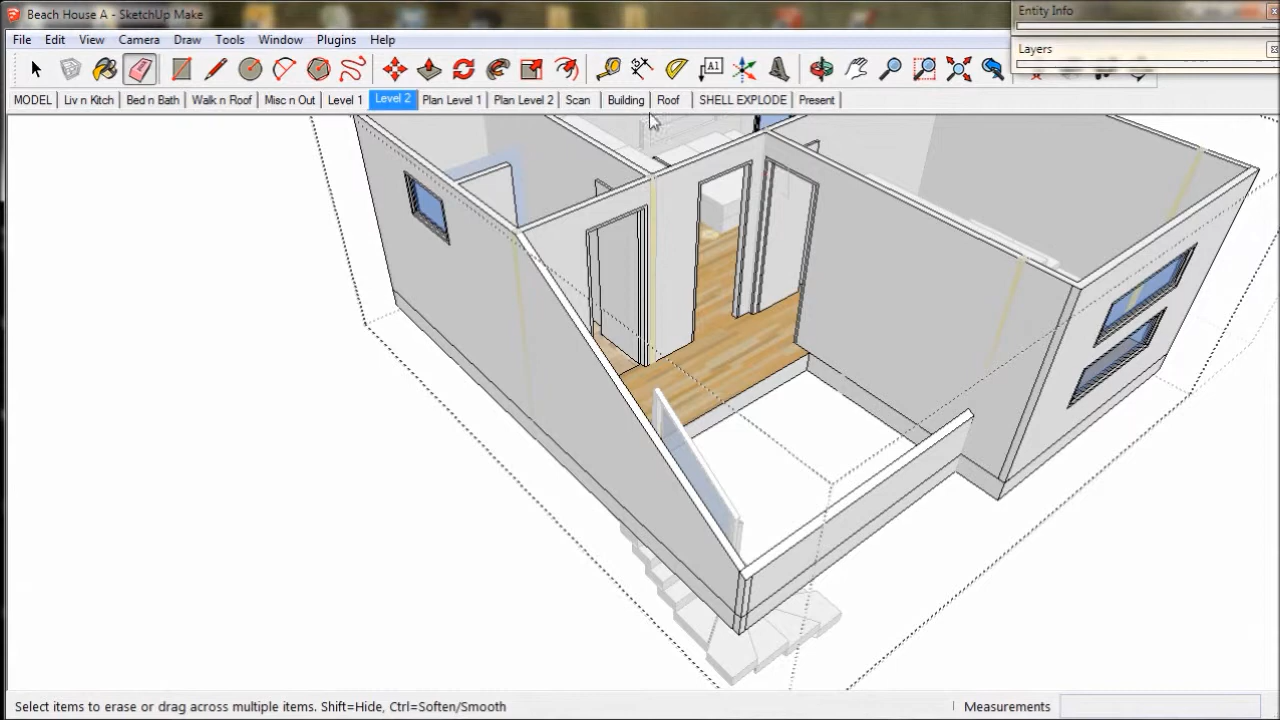 Beach House A - SketchUp Make
Entity Info
File Edit View Camera Draw Tools Window Plugins Help
Layers
A1
MODEL Liv n Kitch Bed n Bath Walk n Roof Misc n Out Level 1 Level 2 Plan Level 1 Plan Level 2 Scan Building Roof SHELL EXPLODE Present
Select items to erase or drag across multiple items. Shift=Hide, Ctrl=Soften/Smooth
Measurements